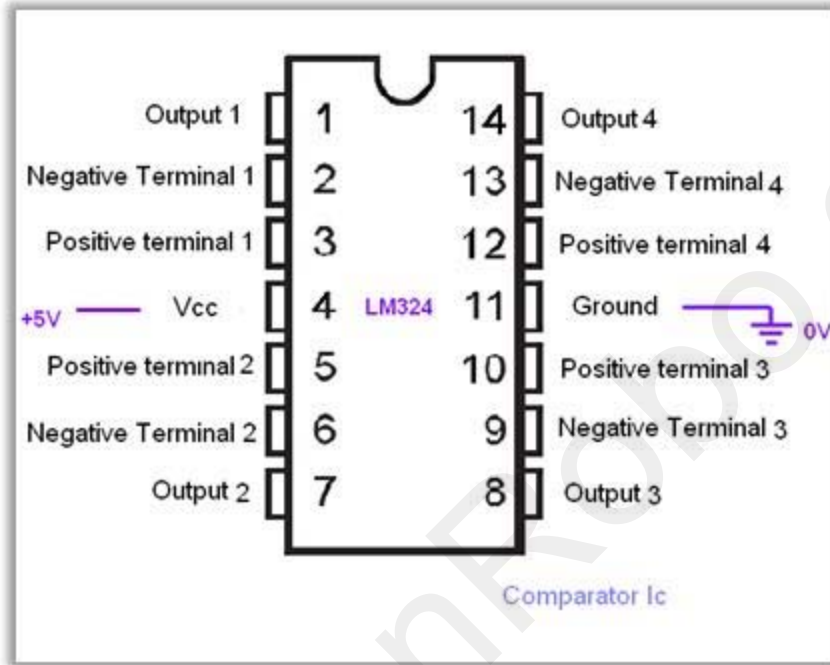 Output 1 1 14 Output 4
Negative Terminal 1 2 13 Negative Terminal 4
Positive terminal 1 3 12 Positive terminal 4
+5V Vcc 4 LM324 11 Ground 0V
Positive terminal 2 5 10 Positive terminal 3
Negative Terminal 2 6 9 Negative Terminal 3
Output 2 7 8 Output 3
Comparator Ic